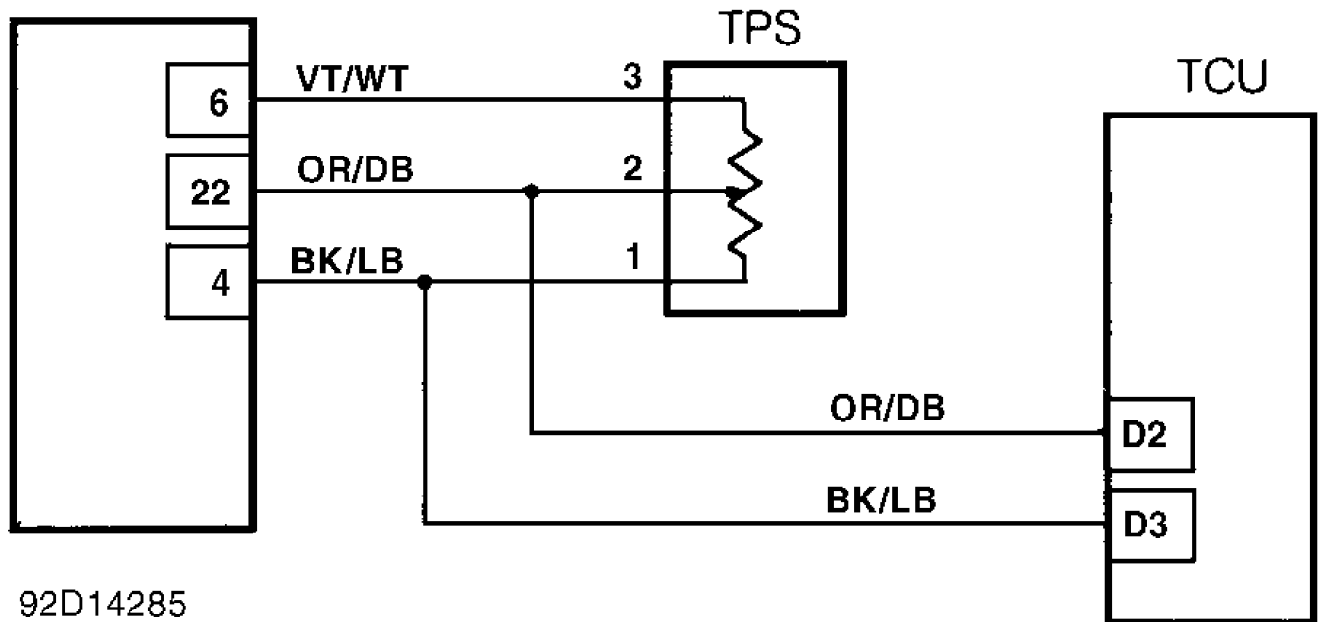 TPS
TCU
6 VT/WT 3
22 OR/DB 2
4 BK/LB 1
OR/DB D2
BK/LB D3
92D14285